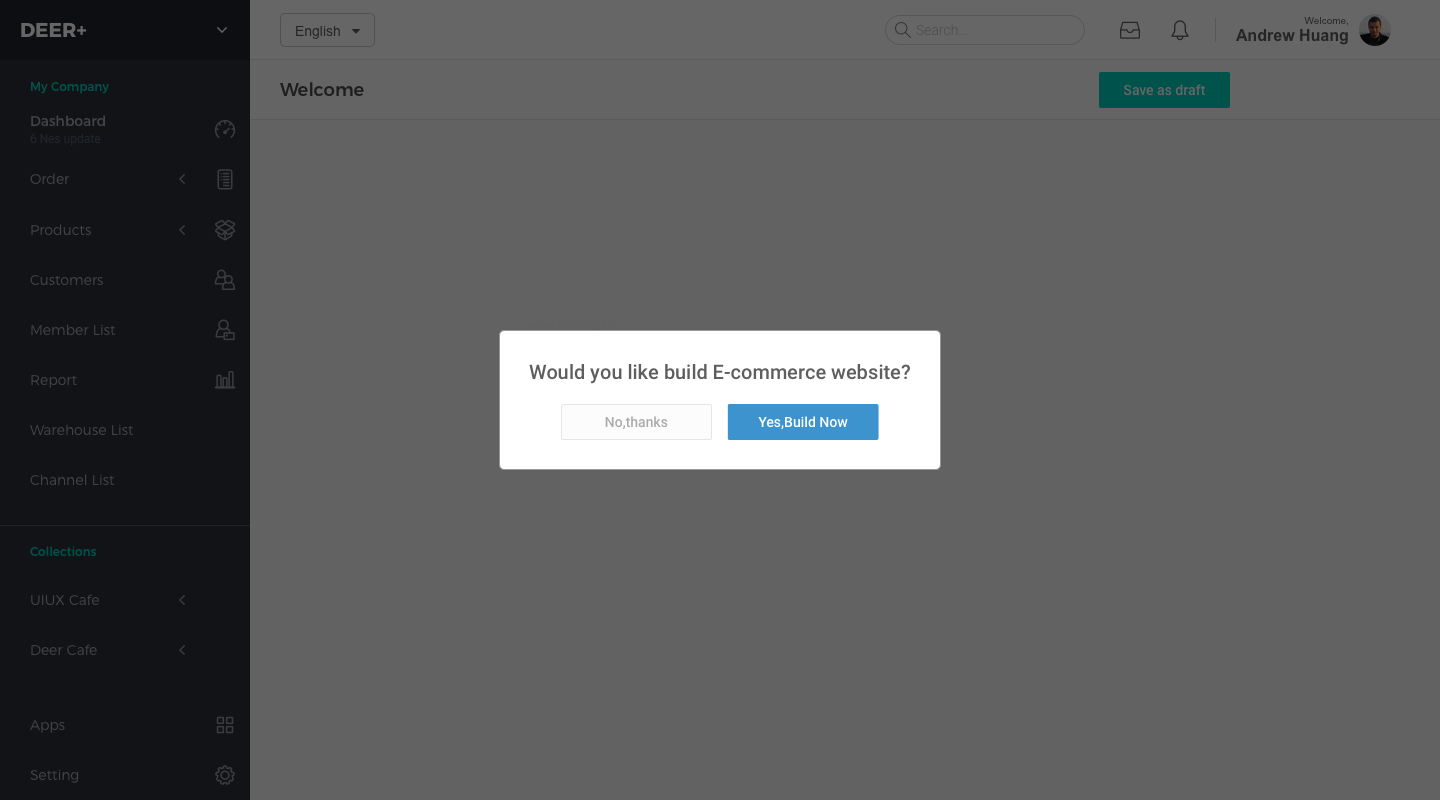 DEER+
English
Search...
Welcome,
Andrew Huang
My Company
Dashboard
6 Nes update
Order
Products
Customers
Member List
Report
Warehouse List
Channel List
Collections
UIUX Cafe
Deer Cafe
Apps
Setting
Welcome
Save as draft
Would you like build E-commerce website?
No,thanks
Yes,Build Now